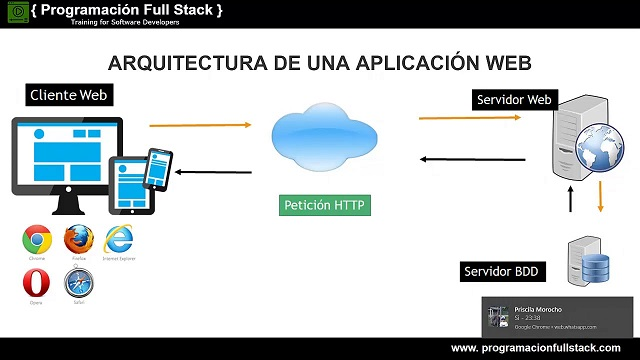 { Programación Full Stack }
Training for Software Developers
ARQUITECTURA DE UNA APLICACIÓN WEB
Cliente Web
Servidor Web
Petición HTTP
Chrome
Firefox
Internet Explorer
Opera
Safari
Servidor BDD
Priscila Morocho
Si - 23:38
Google Chrome • web.whatsapp.com
www. programacionfullstack.com